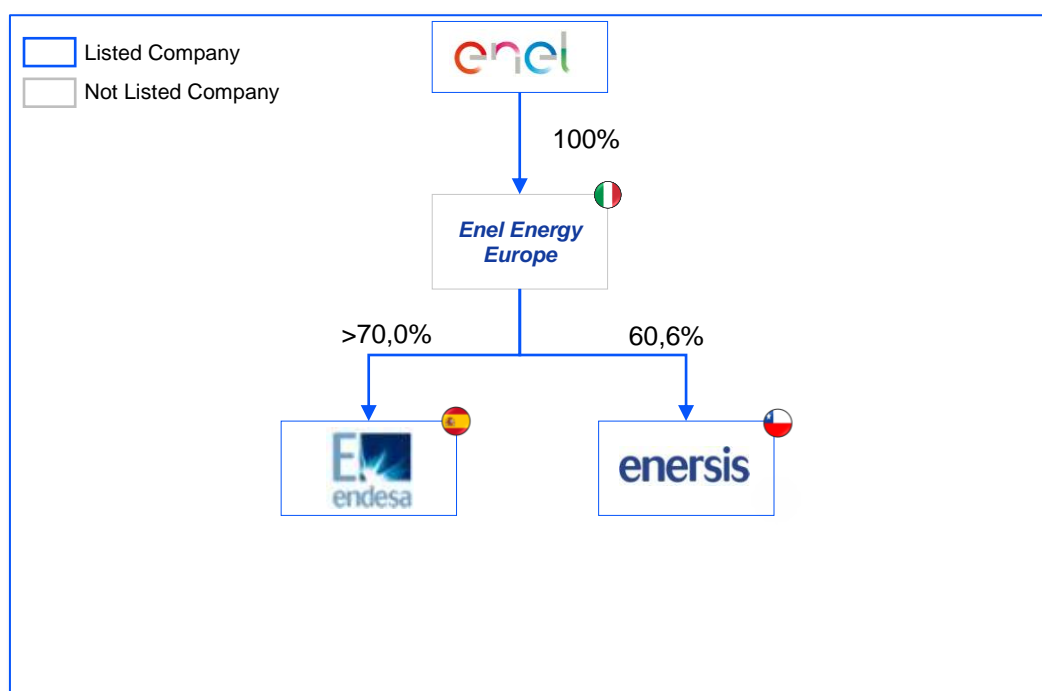 Listed Company
Not Listed Company
enel
100%
Enel Energy
Europe
>70,0%
60,6%
E
endesa
enersis